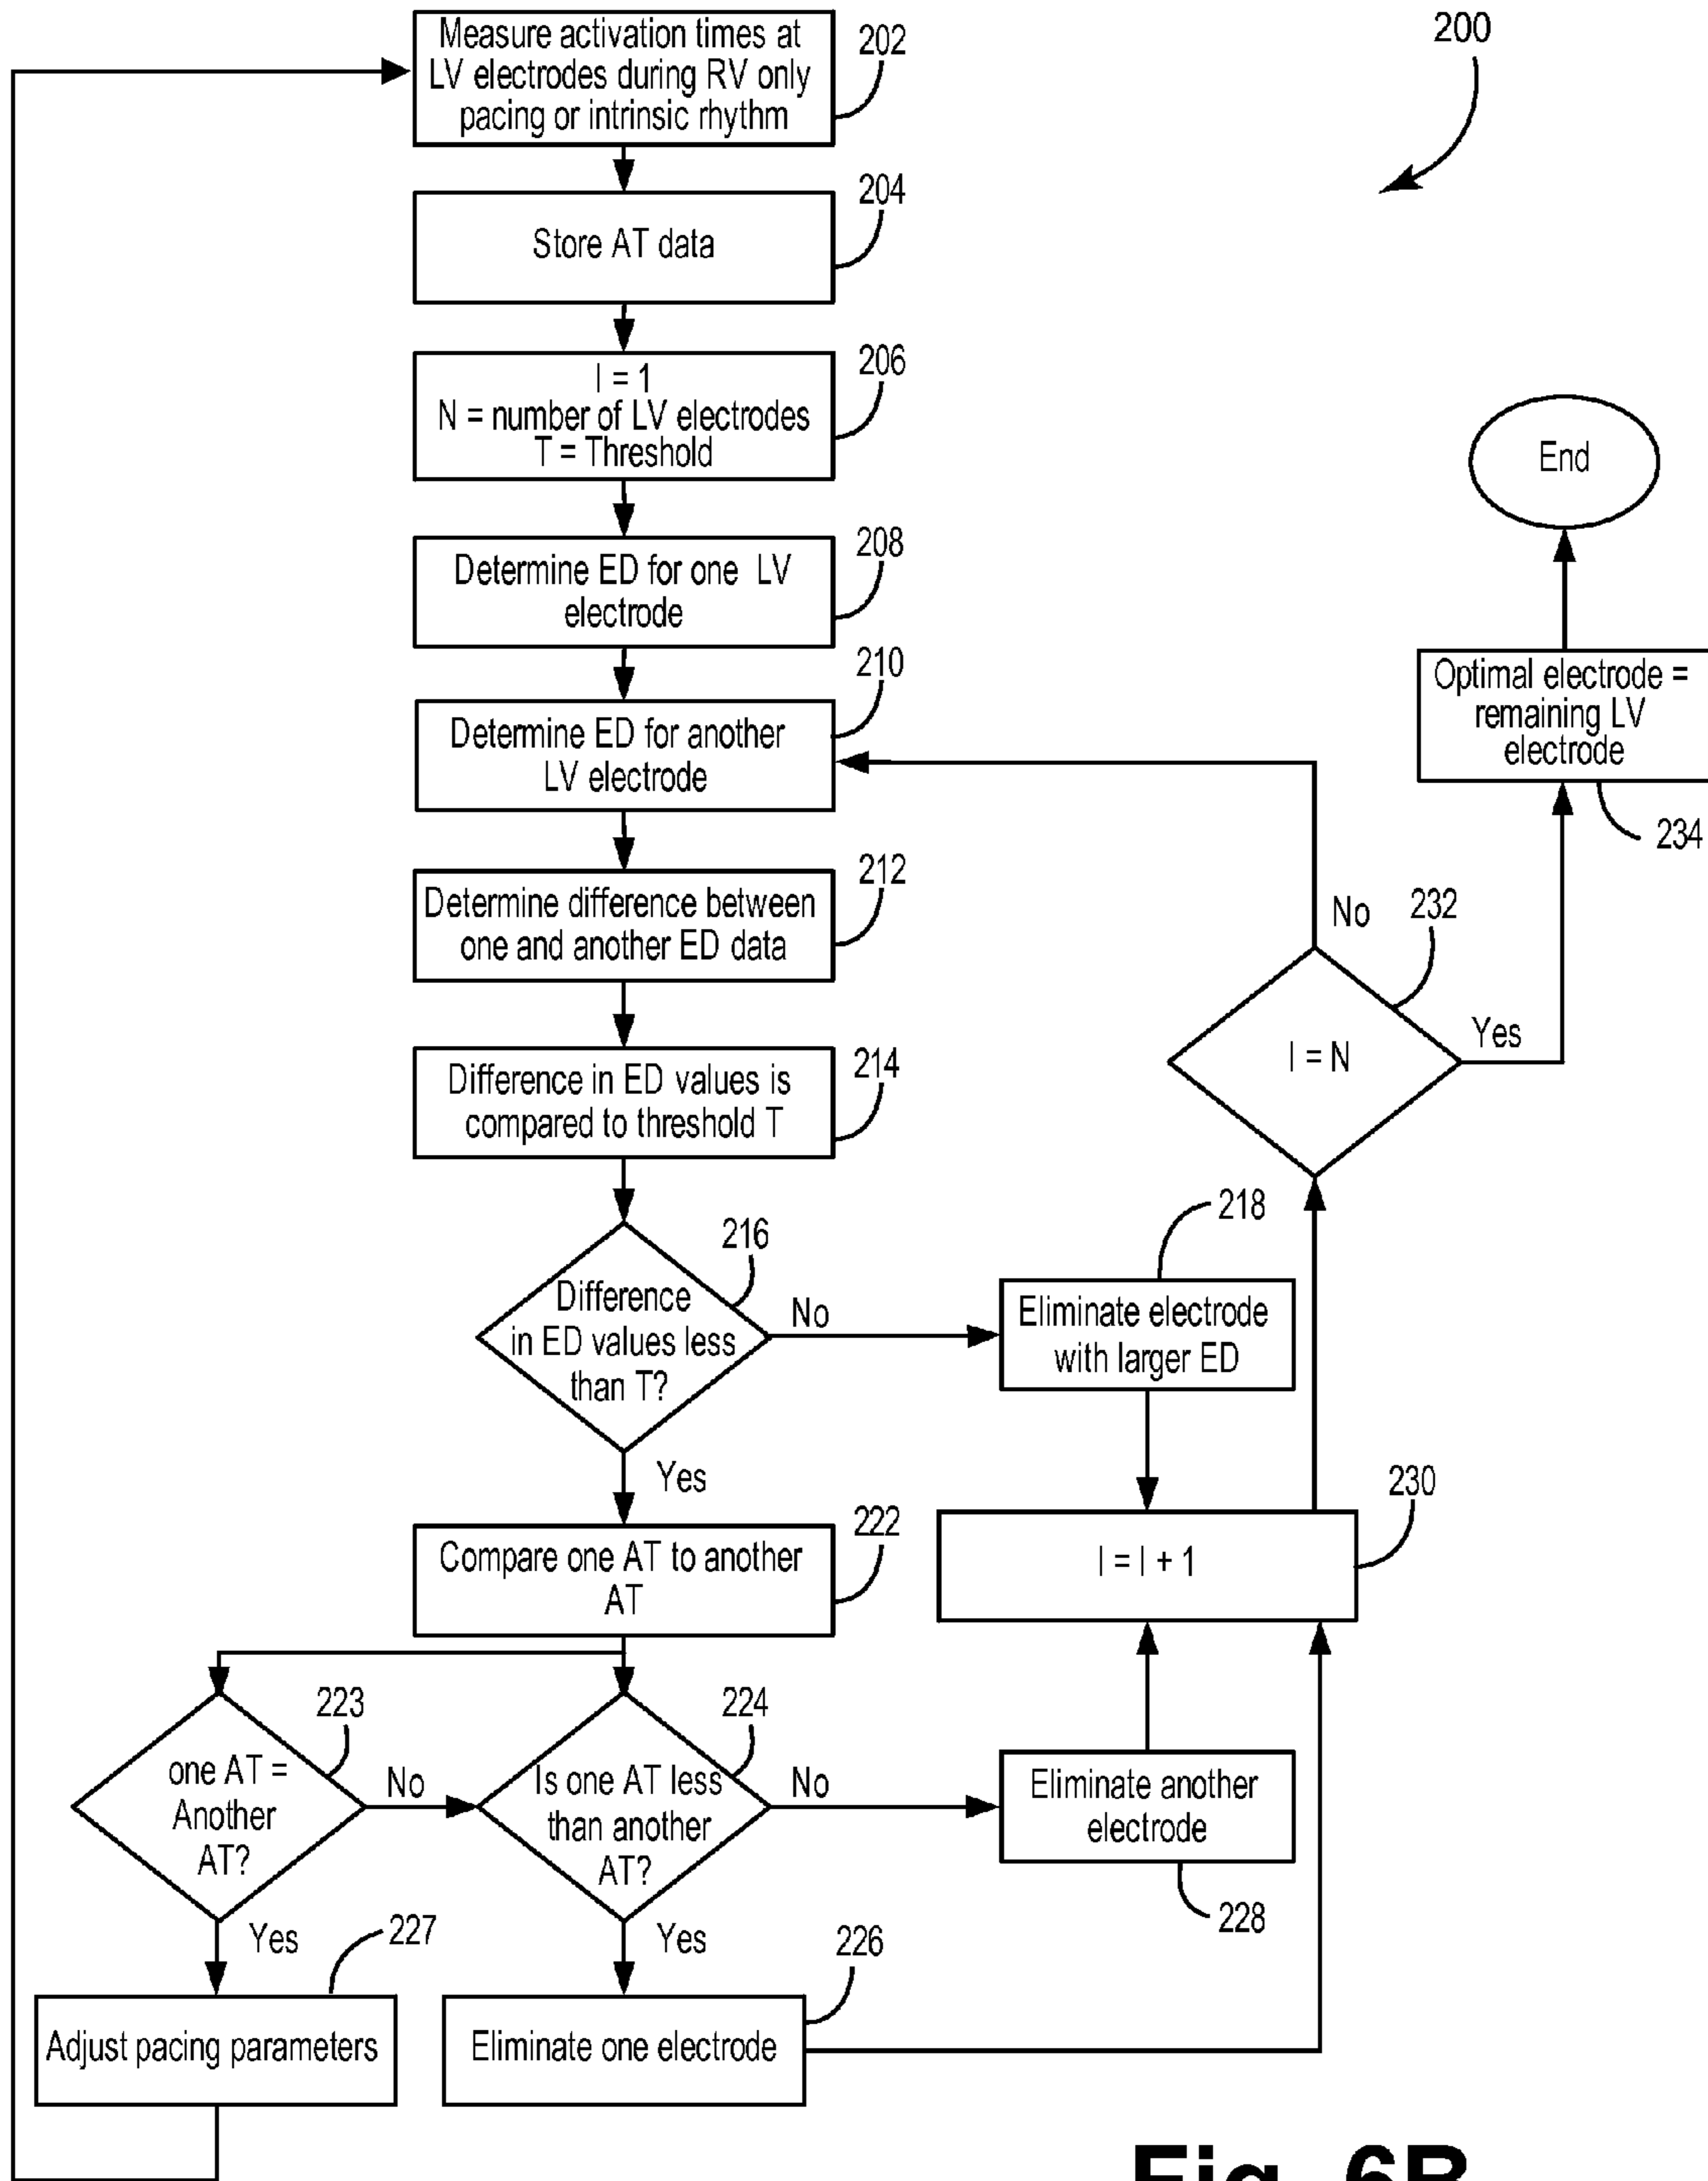 Measure activation times at
LV electrodes during RV only
pacing or intrinsic rhythm
202
200
Store AT data
204
I = 1
N = number of LV electrodes
T = Threshold
206
End
Determine ED for one LV
electrode
208
Determine ED for another
LV electrode
210
Optimal electrode =
remaining LV
electrode
234
Determine difference between
one and another ED data
212
No
232
I = N
Yes
Difference in ED values is
compared to threshold T
214
Difference
in ED values less
than T?
216
No
Eliminate electrode
with larger ED
218
Yes
Compare one AT to another
AT
222
I = I + 1
230
one AT =
Another
AT?
223
No
Is one AT less
than another
AT?
224
No
Eliminate another
electrode
228
Yes
227
Yes
226
Adjust pacing parameters
Eliminate one electrode
Fig. 6B